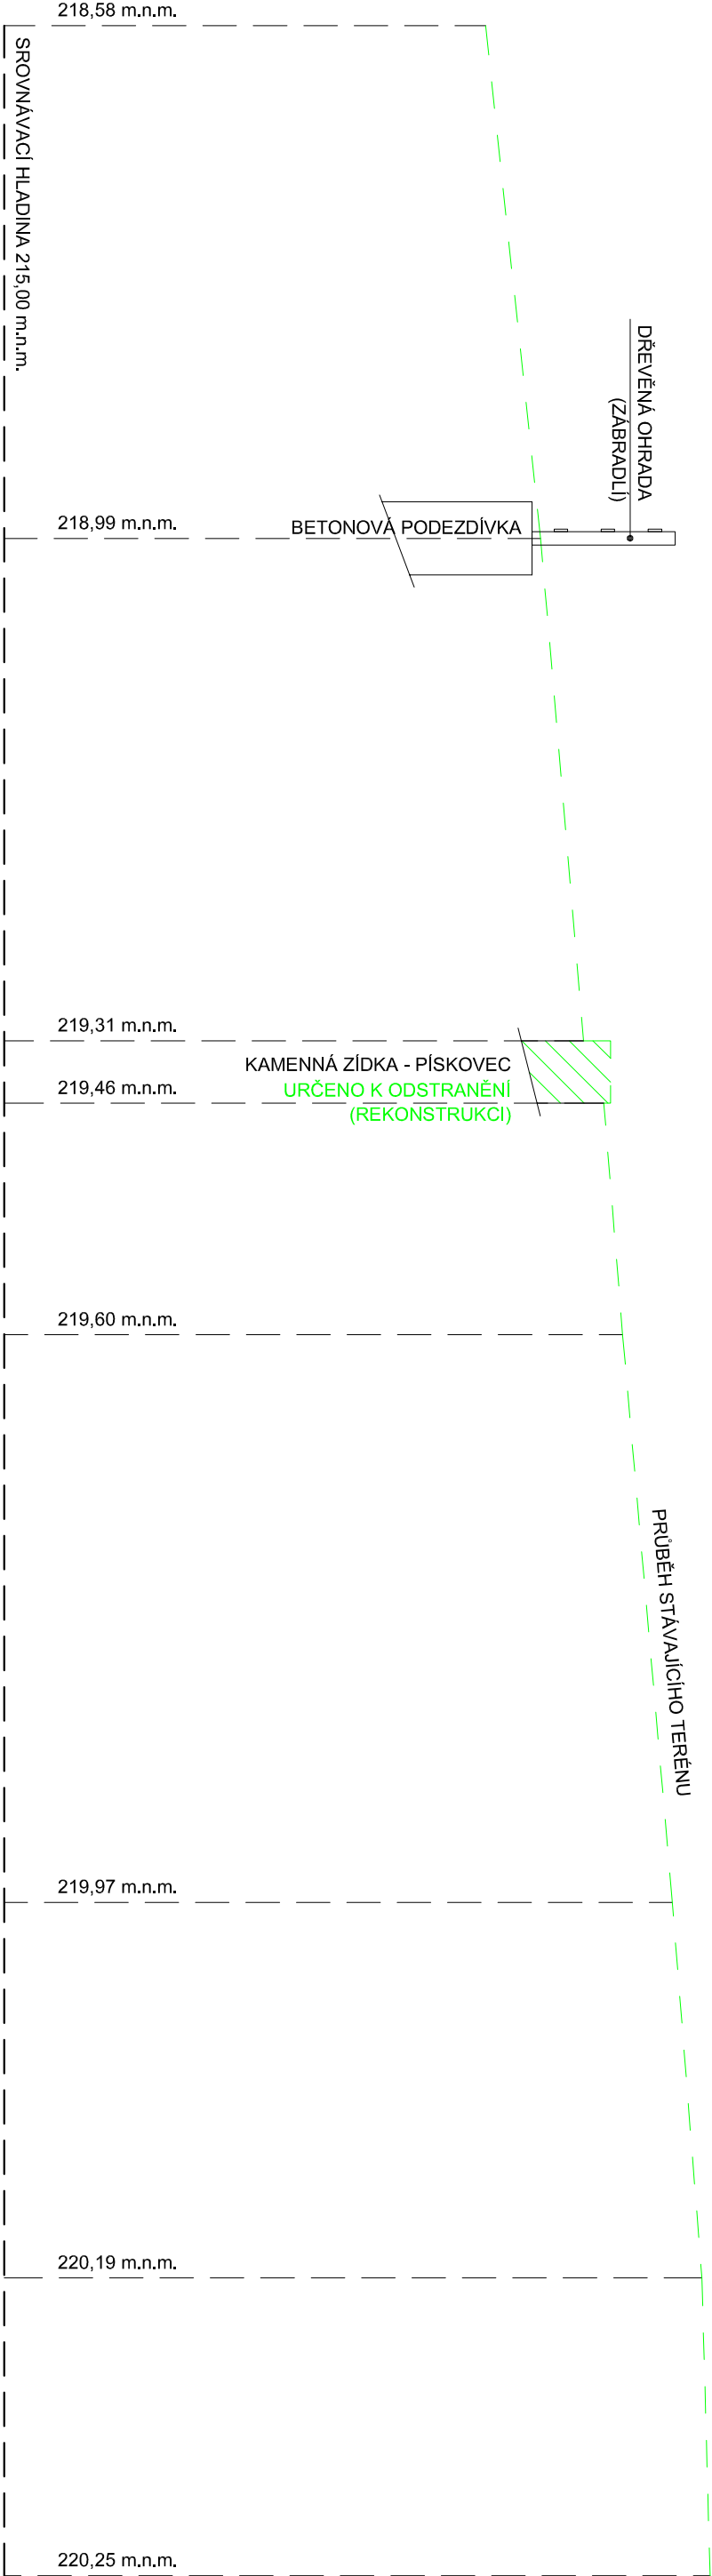 218,58 m.n.m.
SROVNÁVACÍ HLADINA 215,00 m.n.m.
DŘEVĚNÁ OHRADA
(ZÁBRADLÍ)
218,99 m.n.m.
BETONOVÁ PODEZDÍVKA
219,31 m.n.m.
KAMENNÁ ZÍDKA - PÍSKOVEC
219,46 m.n.m.
URČENO K ODSTRANĚNÍ
(REKONSTRUKCI)
219,60 m.n.m.
PRŮBĚH STÁVAJÍCÍHO TERÉNU
219,97 m.n.m.
220,19 m.n.m.
220,25 m.n.m.